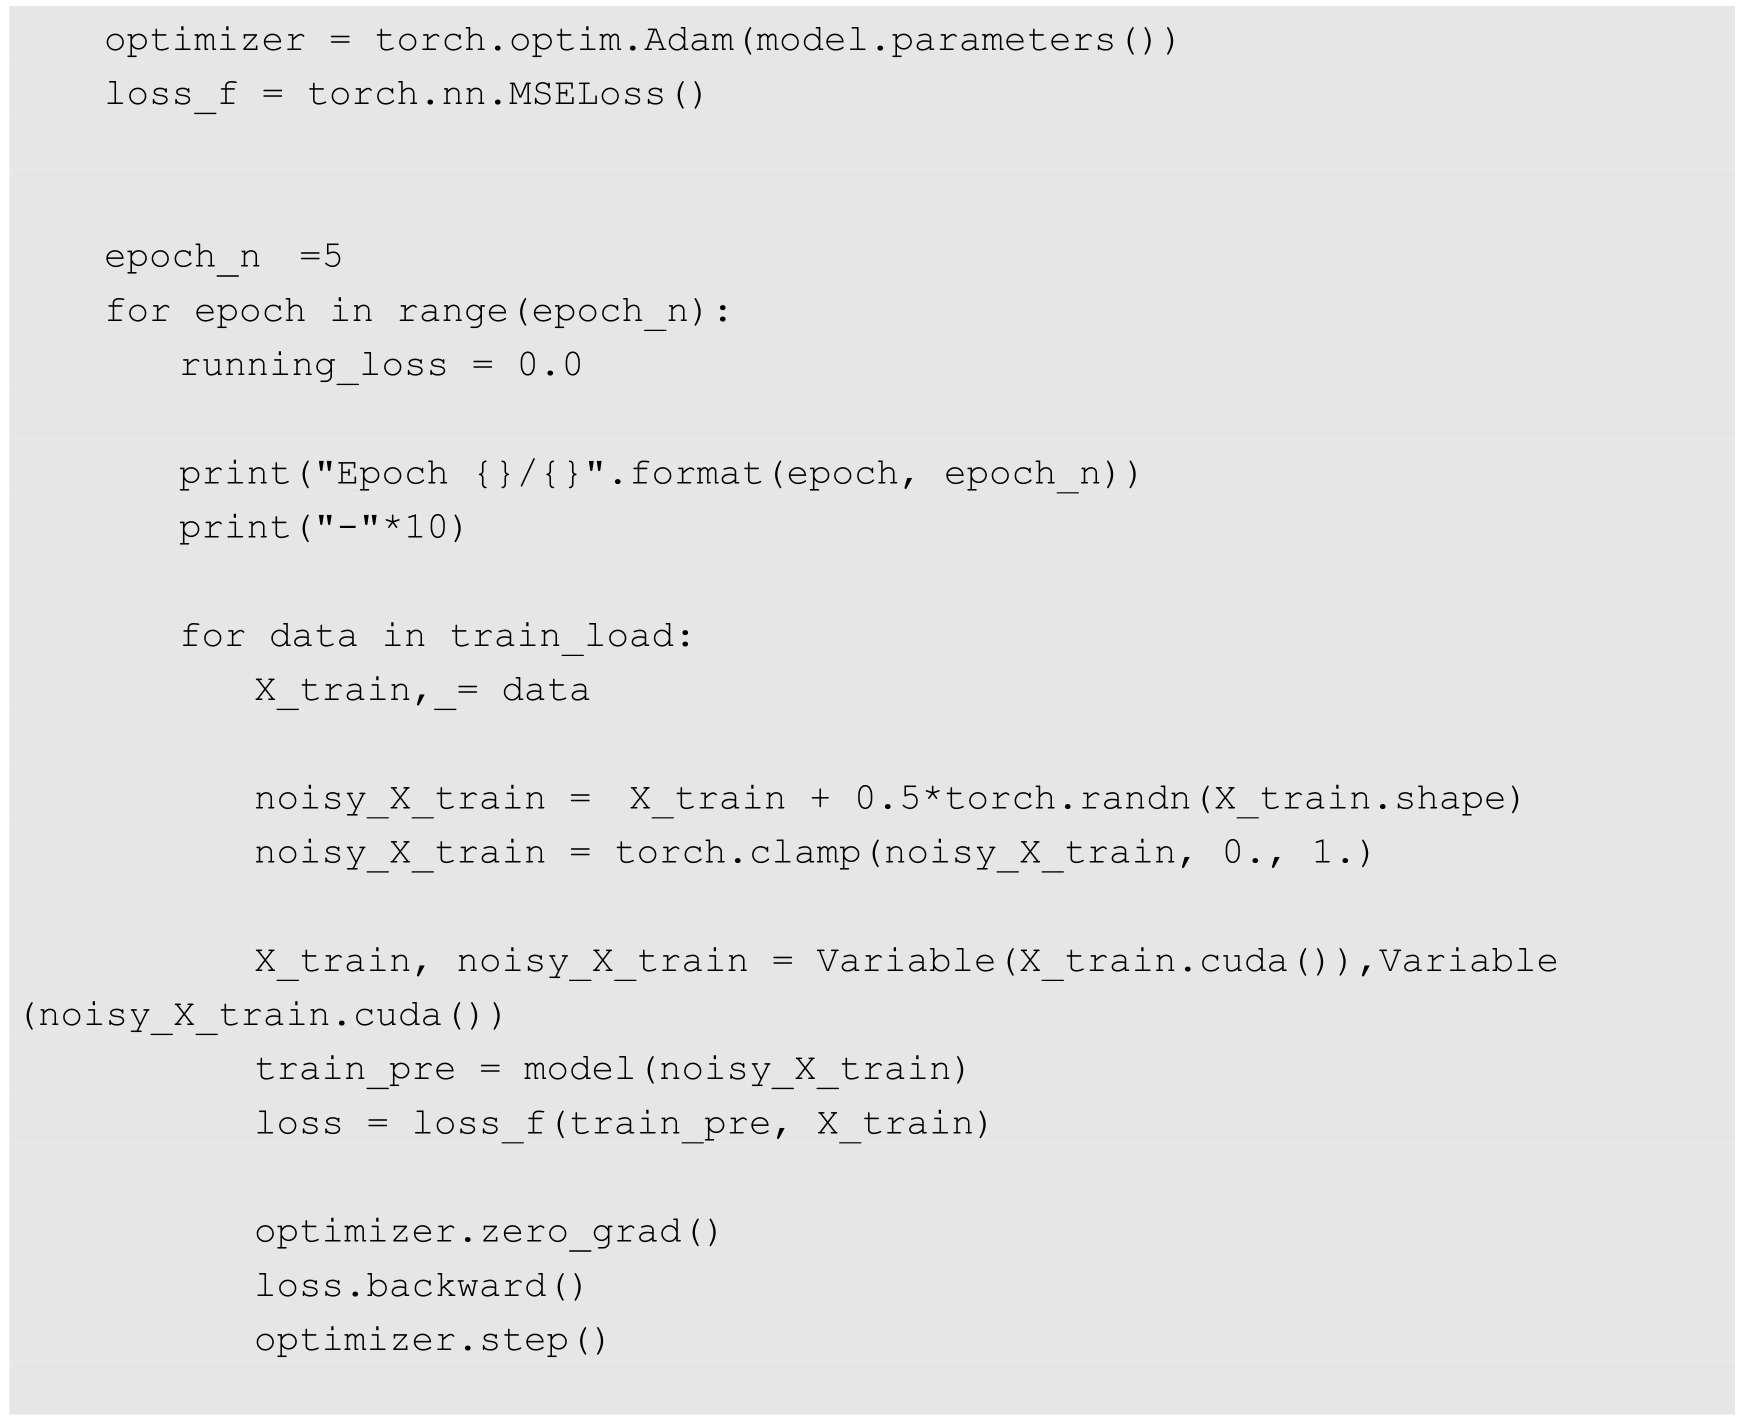 optimizer = torch.optim.Adam(model.parameters())
loss_f = torch.nn.MSELoss()
epoch_n  =5
for epoch in range(epoch_n):
running_loss = 0.0
print("Epoch {}/{}".format(epoch, epoch_n))
print("-"*10)
for data in train_load:
X_train,_= data
noisy_X_train =  X_train + 0.5*torch.randn(X_train.shape)
noisy_X_train = torch.clamp(noisy_X_train, 0., 1.)
X_train, noisy_X_train = Variable(X_train.cuda()),Variable
(noisy_X_train.cuda())
train_pre = model(noisy_X_train)
loss = loss_f(train_pre, X_train)
optimizer.zero_grad()
loss.backward()
optimizer.step()